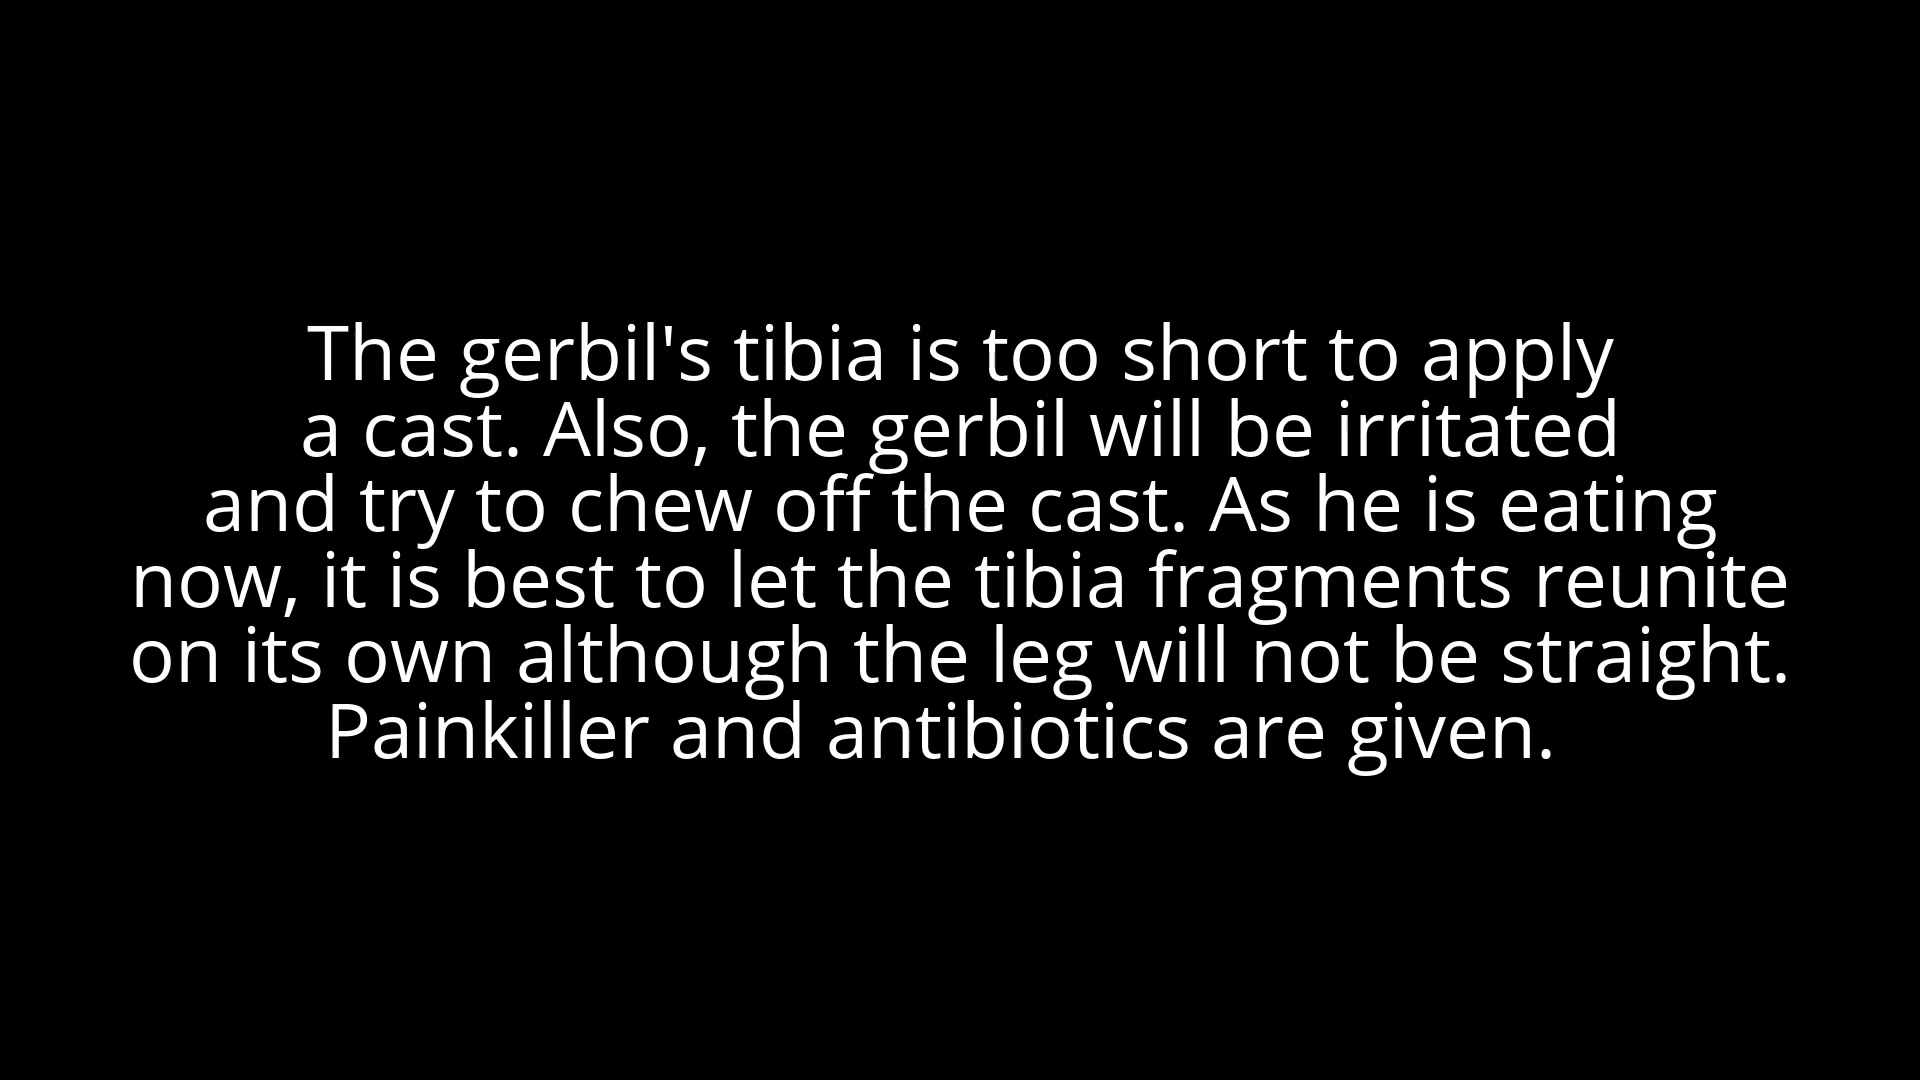 The gerbil's tibia is too short to apply
a cast. Also, the gerbil will be irritated
and try to chew off the cast. As he is eating
now, it is best to let the tibia fragments reunite
on its own although the leg will not be straight.
Painkiller and antibiotics are given.